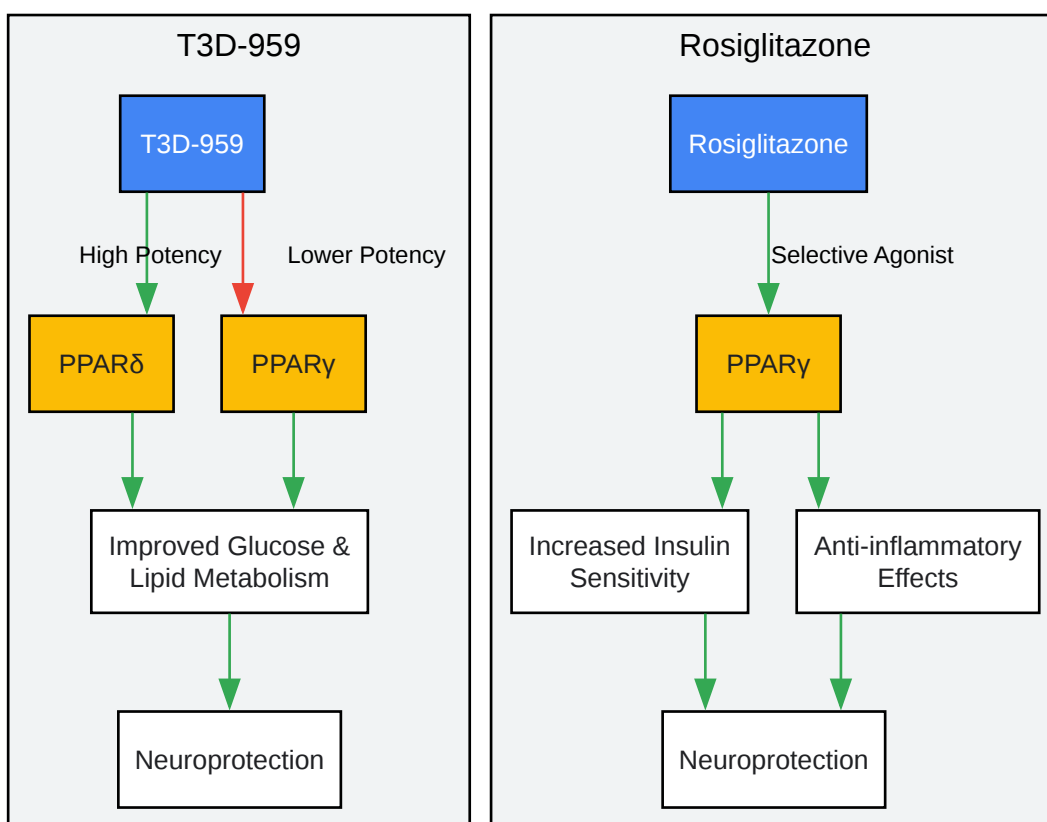 T3D-959
T3D-959
High Potency
Lower Potency
PPARδ
PPARγ
Improved Glucose &
Lipid Metabolism
Neuroprotection
Rosiglitazone
Rosiglitazone
Selective Agonist
PPARγ
Increased Insulin
Sensitivity
Anti-inflammatory
Effects
Neuroprotection